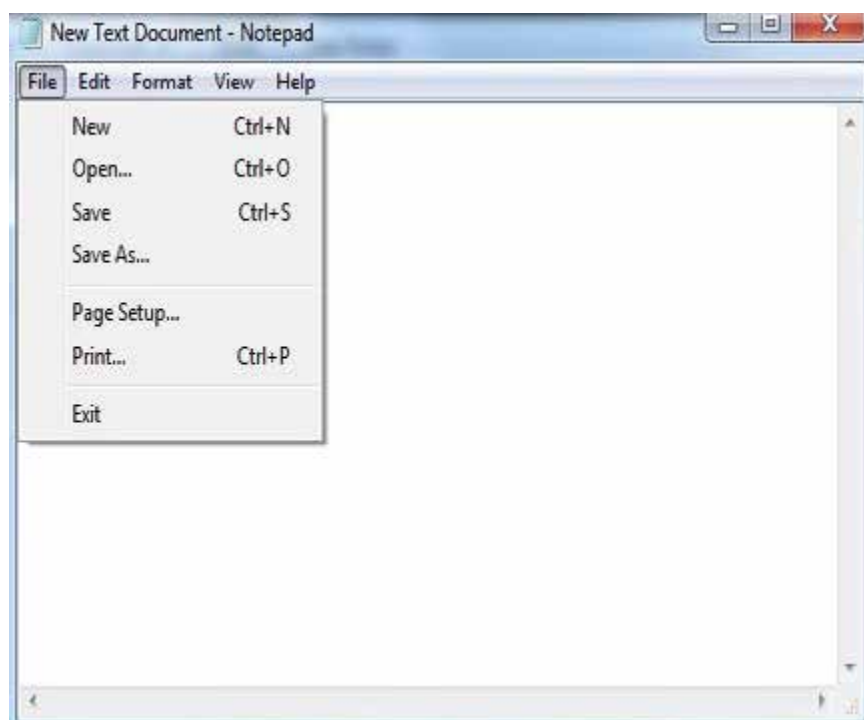 New Text Document - Notepad
File Edit Format View Help
New Ctrl+N
Open... Ctrl+O
Save Ctrl+S
Save As...
Page Setup...
Print... Ctrl+P
Exit